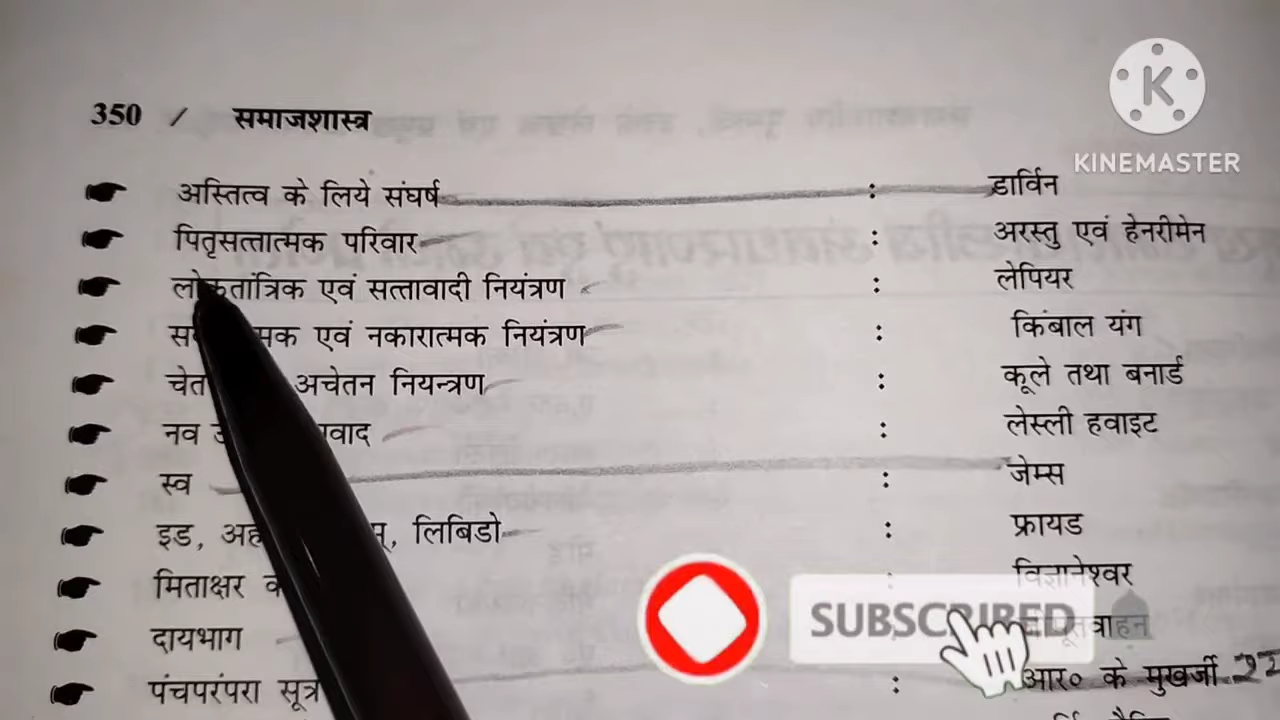 350 / समाजशास्त्र
KINEMASTER
अस्तित्व के लिये संघर्ष : डार्विन
पितृसत्तात्मक परिवार : अरस्तु एवं हेनरीमेन
लोकतांत्रिक एवं सत्तावादी नियंत्रण : लेपियर
एवं नकारात्मक नियंत्रण : किंबाल यंग
अचेतन नियन्त्रण : कूले तथा बनार्ड
नव : लेस्ली हवाइट
स्व : जेम्स
इड, लिबिडो : फ्रायड
मिताक्षर : विज्ञानेश्वर
दायभाग
SUBSCRIBED
पंचपरंपरा सूत्र : आर० के मुखर्जी